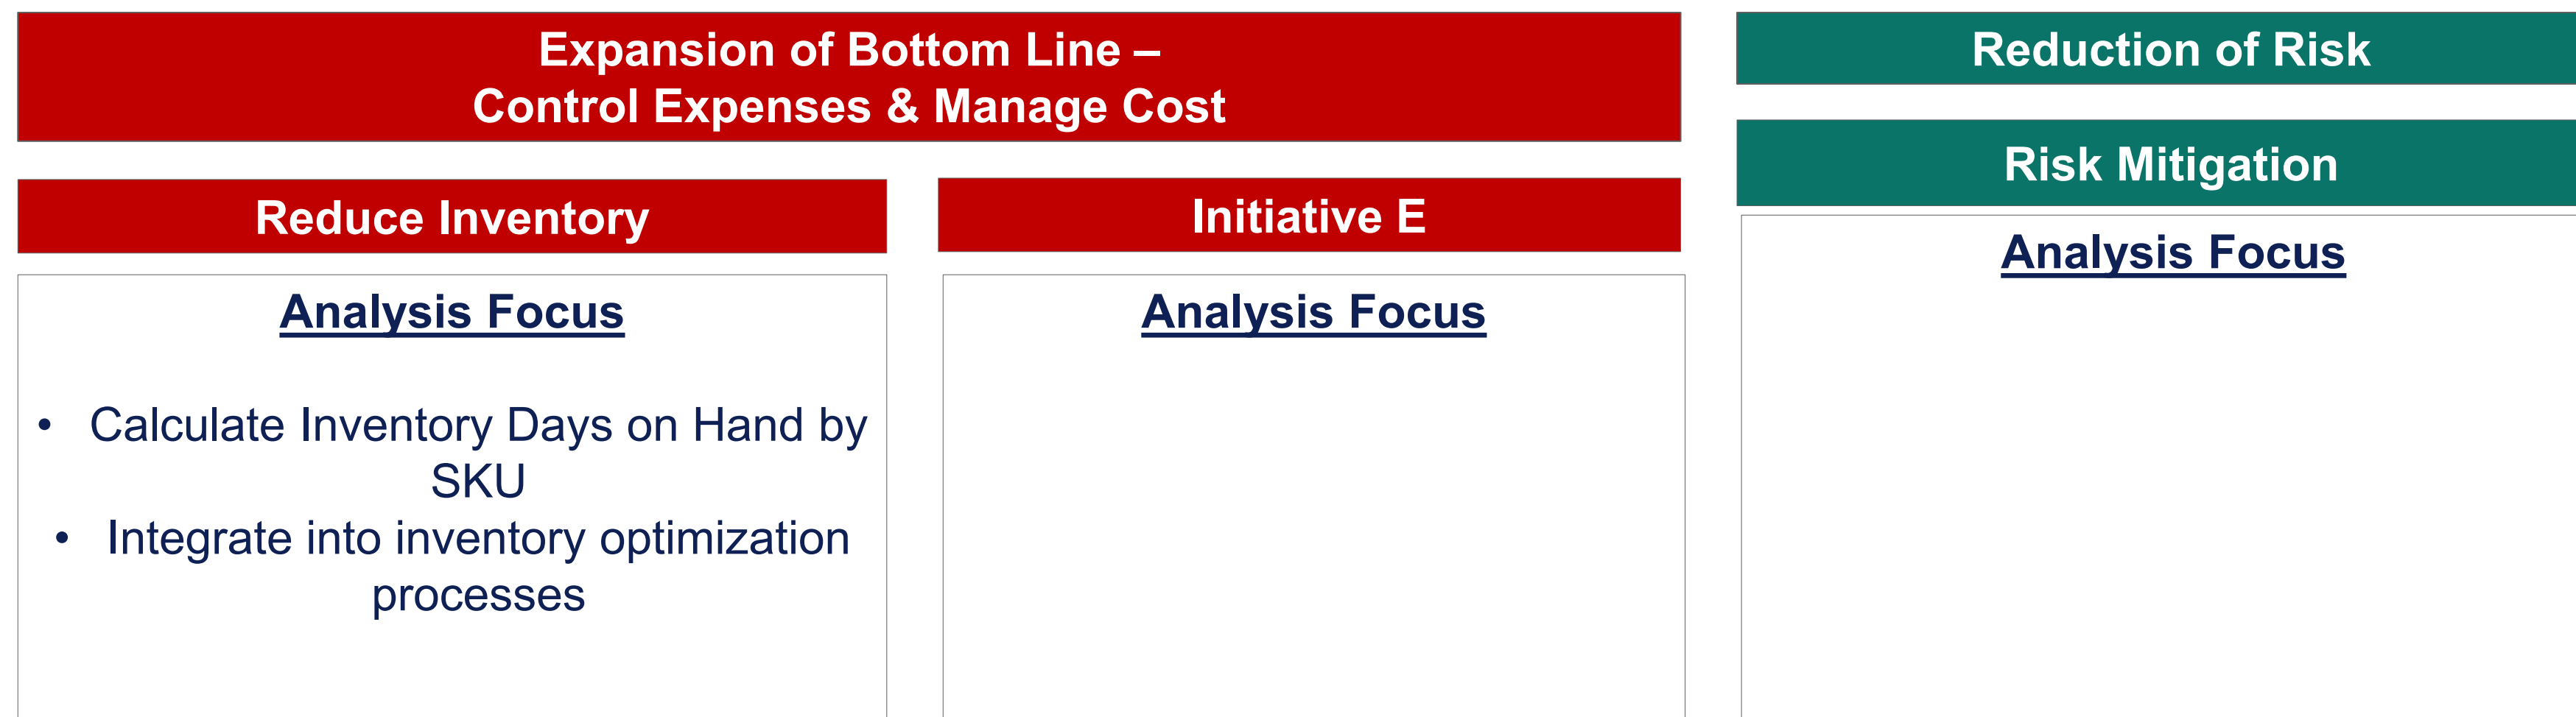 Expansion of Bottom Line –
Control Expenses & Manage Cost
Reduce Inventory
Analysis Focus
• Calculate Inventory Days on Hand by
SKU
• Integrate into inventory optimization
processes
Initiative E
Analysis Focus
Reduction of Risk
Risk Mitigation
Analysis Focus